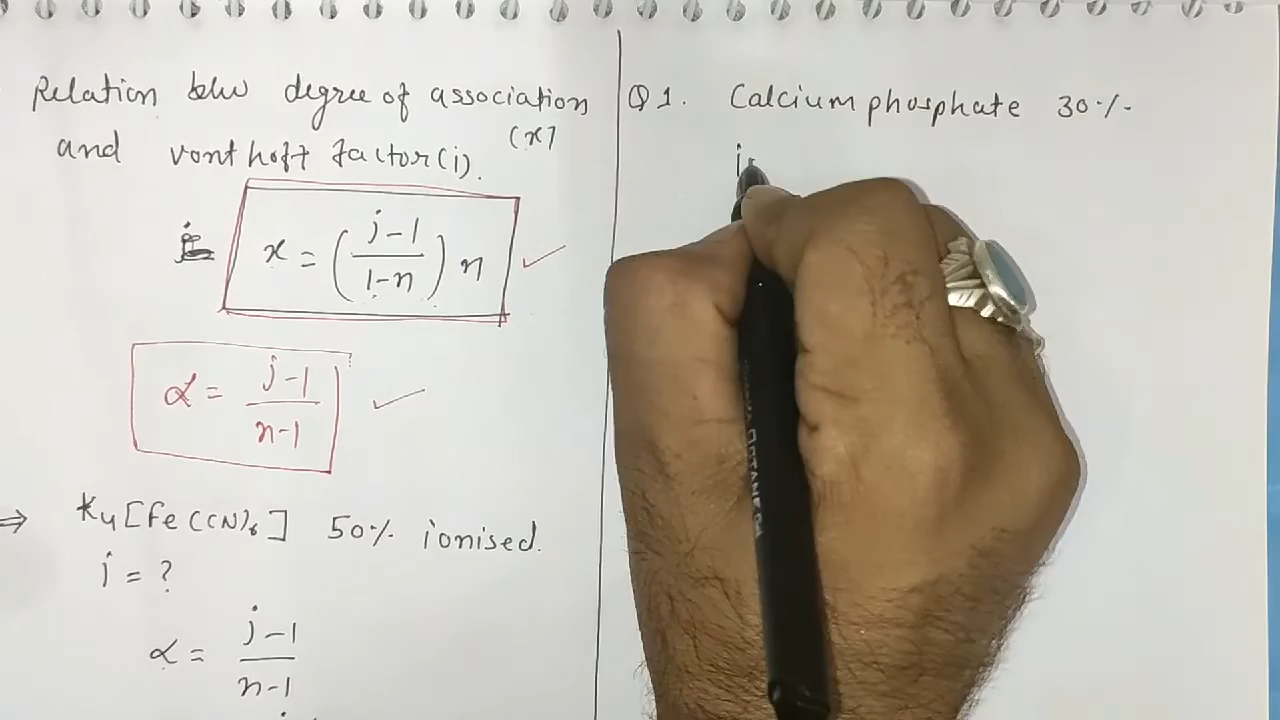 Relation b/w degree of association
and vont hoff factor(i). (x)
x = (i-1/1-n) n
α = i-1/n-1
⇒ K4[Fe(CN)6] 50% ionised.
i = ?
α = i-1/n-1
Q1. Calcium phosphate 30%
i